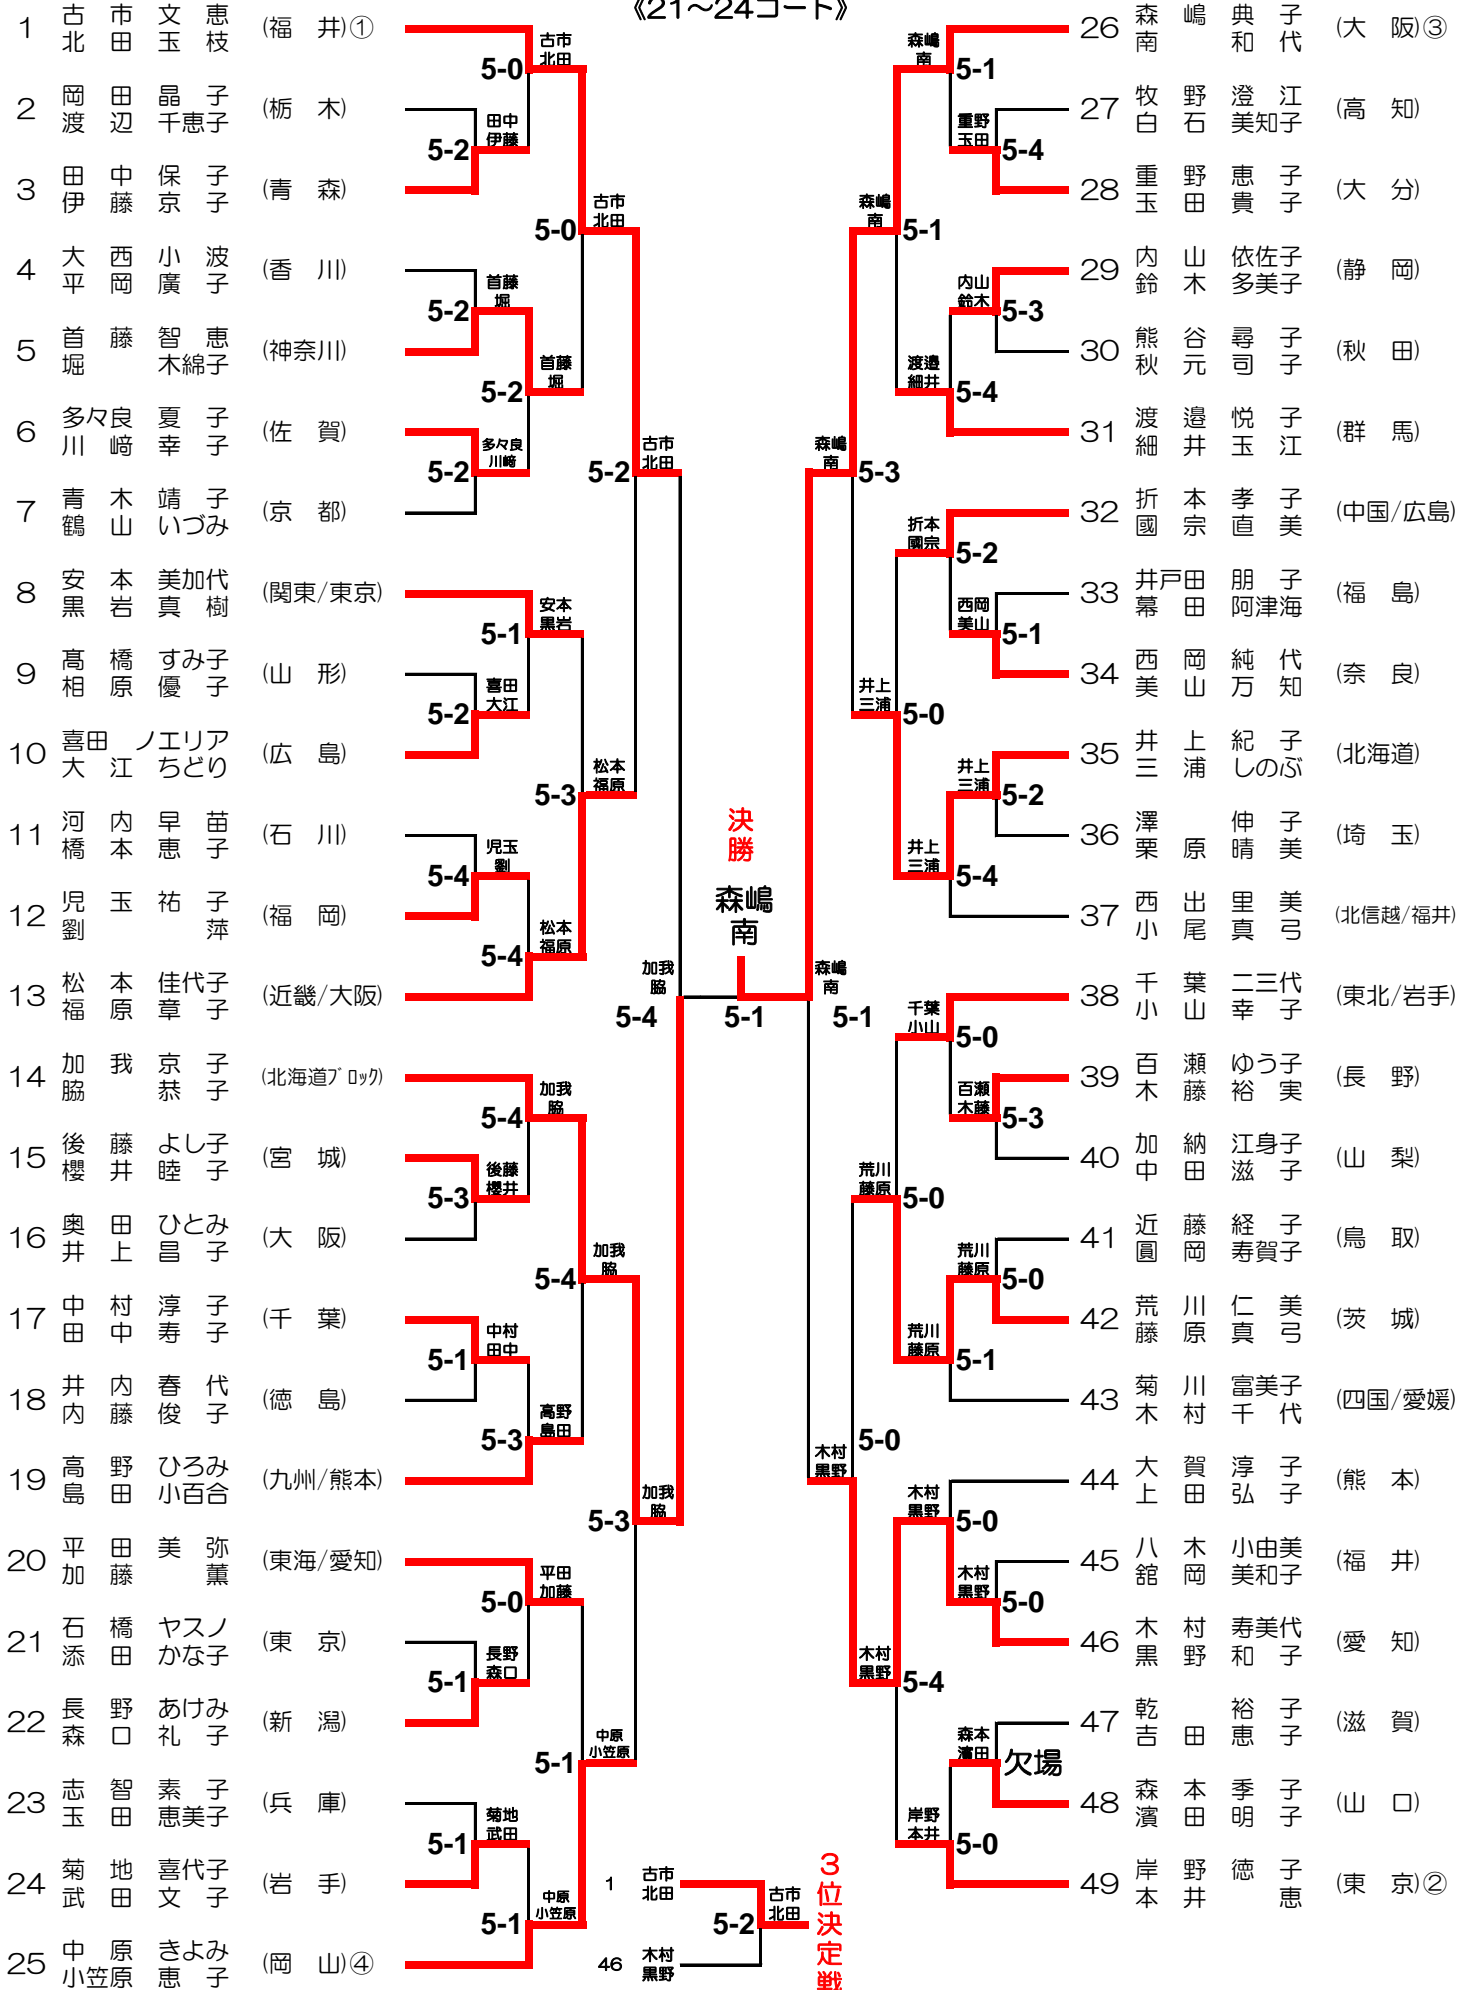 《21～24コート》
1 古市文恵 (福井)①
北田玉枝
2 岡田晶子 (栃木)
渡辺千恵子
3 田中保子 (青森)
伊藤京子
4 大西小波 (香川)
平岡廣子
5 首藤智恵 (神奈川)
堀木綿子
6 多々良夏子 (佐賀)
川﨑幸子
7 青木靖子 (京都)
鶴山いづみ
8 安本美加代 (関東/東京)
黒岩真樹
9 髙橋すみ子 (山形)
相原優子
10 喜田ノエリア (広島)
大江ちどり
11 河内早苗 (石川)
橋本恵子
12 児玉祐子 (福岡)
劉萍
13 松本佳代子 (近畿/大阪)
福原章子
14 加我京子 (北海道ブロック)
脇恭子
15 後藤よし子 (宮城)
櫻井睦子
16 奥田ひとみ (大阪)
井上昌子
17 中村淳子 (千葉)
田中寿子
18 井内春代 (徳島)
内藤俊子
19 高野ひろみ (九州/熊本)
島田小百合
20 平田美弥 (東海/愛知)
加藤薫
21 石橋ヤスノ (東京)
添田かな子
22 長野あけみ (新潟)
森口礼子
23 志智素子 (兵庫)
玉田恵美子
24 菊地喜代子 (岩手)
武田文子
25 中原きよみ (岡山)④
小笠原恵子
田中
伊藤
5-2
首藤
堀
5-2
多々良
川﨑
5-2
喜田
大江
5-2
児玉
劉
5-4
後藤
櫻井
5-3
中村
田中
5-1
長野
森口
5-1
菊地
武田
5-1
古市
北田
5-0
首藤
堀
5-2
安本
黒岩
5-1
松本
福原
5-4
加我
脇
5-4
高野
島田
5-3
平田
加藤
5-0
中原
小笠原
5-1
古市
北田
5-0
松本
福原
5-3
加我
脇
5-4
中原
小笠原
5-1
古市
北田
5-2
加我
脇
5-3
加我
脇
5-4
決
勝
森嶋
南
5-1
森嶋
南
5-1
森嶋
南
5-3
木村
黒野
5-0
森嶋
南
5-1
井上
三浦
5-0
荒川
藤原
5-0
木村
黒野
5-4
森嶋
南
5-1
渡邉
細井
5-4
折本
國宗
5-2
井上
三浦
5-4
千葉
小山
5-0
荒川
藤原
5-1
木村
黒野
5-0
岸野
本井
5-0
重野
玉田
5-4
内山
鈴木
5-3
西岡
美山
5-1
井上
三浦
5-2
百瀬
木藤
5-3
荒川
藤原
5-0
木村
黒野
5-0
森本
濱田
欠場
26 森嶋典子 (大阪)③
南和代
27 牧野澄江 (高知)
白石美知子
28 重野恵子 (大分)
玉田貴子
29 内山依佐子 (静岡)
鈴木多美子
30 熊谷尋子 (秋田)
秋元司子
31 渡邉悦子 (群馬)
細井玉江
32 折本孝子 (中国/広島)
國宗直美
33 井戸田朋子 (福島)
幕田阿津海
34 西岡純代 (奈良)
美山万知
35 井上紀子 (北海道)
三浦しのぶ
36 澤伸子 (埼玉)
栗原晴美
37 西出里美 (北信越/福井)
小尾真弓
38 千葉二三代 (東北/岩手)
小山幸子
39 百瀬ゆう子 (長野)
木藤裕実
40 加納江身子 (山梨)
中田滋子
41 近藤経子 (鳥取)
圓岡寿賀子
42 荒川仁美 (茨城)
藤原真弓
43 菊川富美子 (四国/愛媛)
木村千代
44 大賀淳子 (熊本)
上田弘子
45 八木小由美 (福井)
舘岡美和子
46 木村寿美代 (愛知)
黒野和子
47 乾裕子 (滋賀)
吉田恵子
48 森本季子 (山口)
濱田明子
49 岸野徳子 (東京)②
本井恵
1 古市
北田
46 木村
黒野
5-2
古市
北田
3
位
決
定
戦